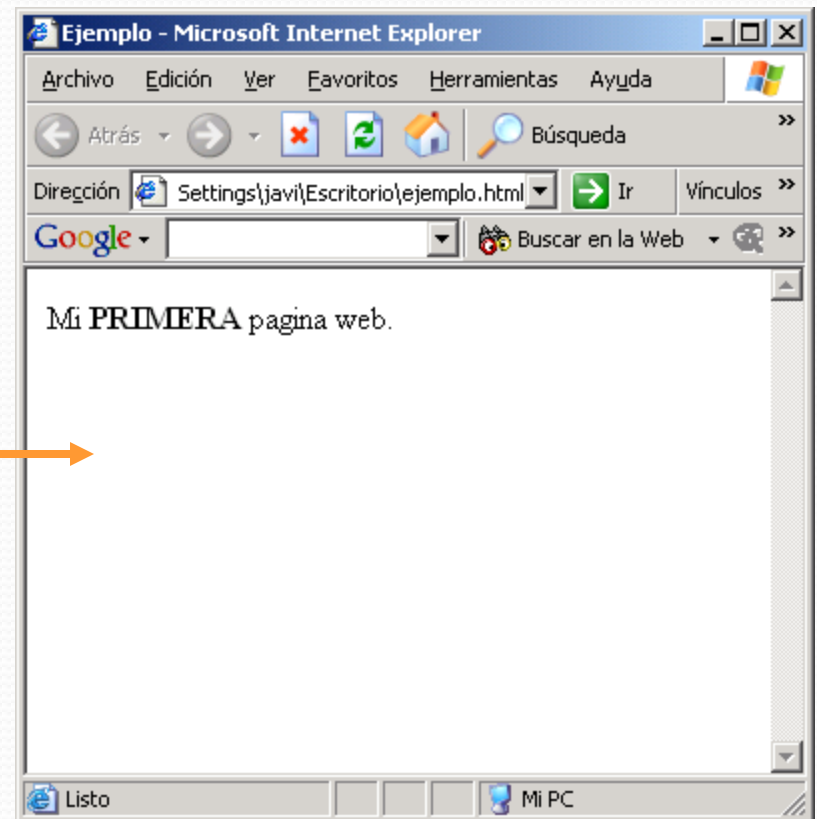 Ejemplo - Microsoft Internet Explorer
Archivo Edición Ver Favoritos Herramientas Ayuda
Atrás Búsqueda »
Dirección Settings\javi\Escritorio\ejemplo.html Ir Vínculos »
Google Buscar en la Web »
Mi PRIMERA pagina web.
Listo Mi PC